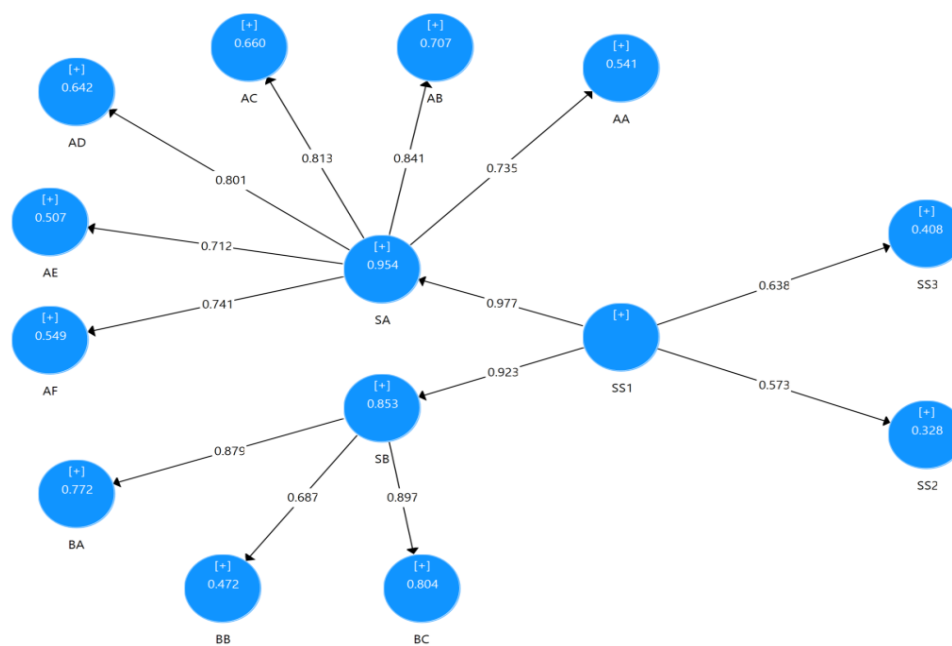 [+]
0.660
AC
[+]
0.707
AB
[+]
0.541
AA
[+]
0.642
AD
0.813
0.841
0.735
0.801
[+]
0.507
AE
0.712
[+]
0.954
SA
[+]
0.408
SS3
0.638
0.741
0.977
[+]
0.549
AF
[+]
SS1
0.923
0.573
[+]
0.853
SB
[+]
0.328
SS2
0.879
0.687
0.897
[+]
0.772
BA
[+]
0.472
BB
[+]
0.804
BC